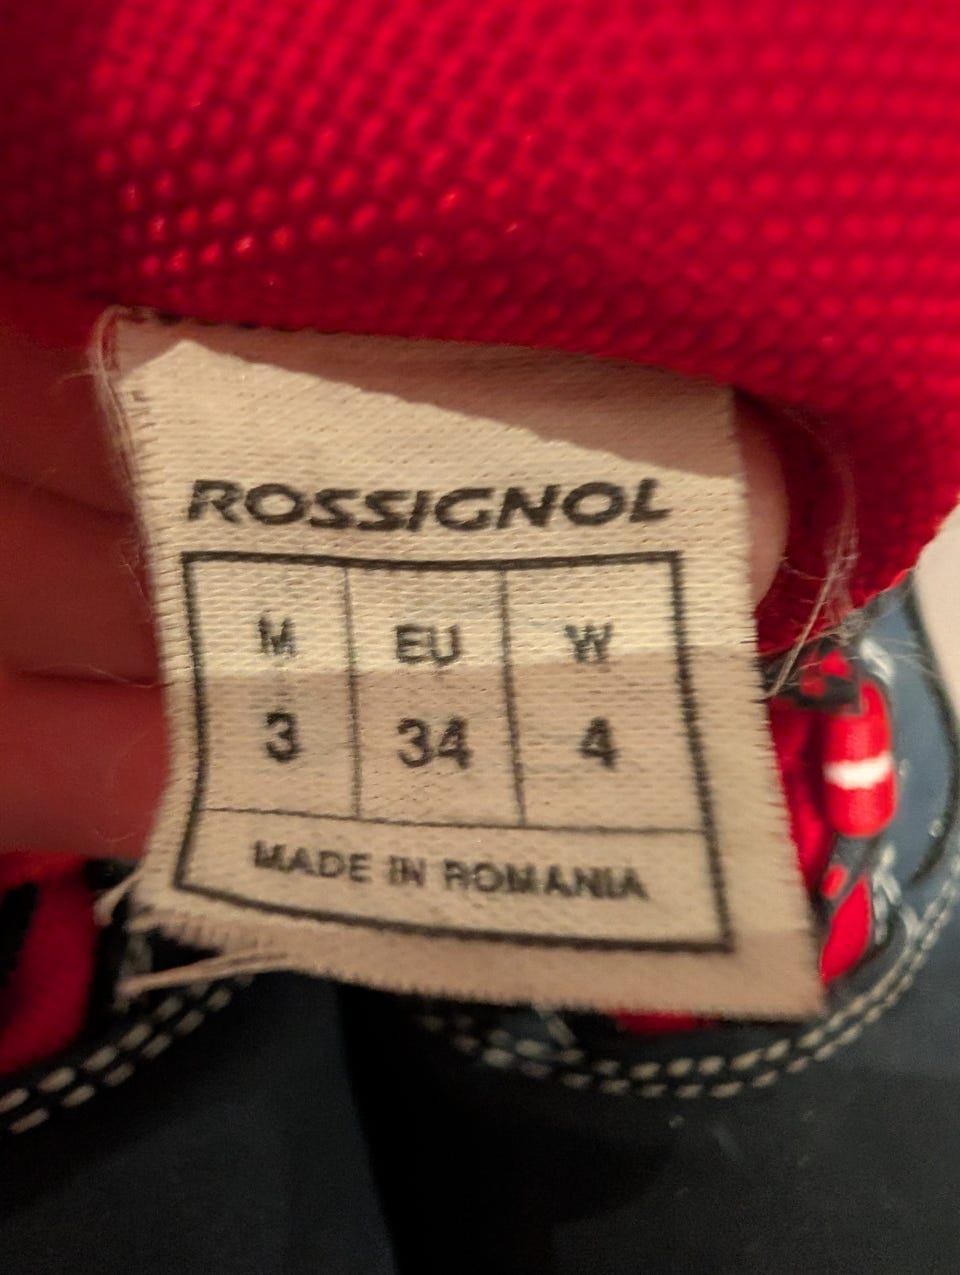 ROSSIGNOL
M EU W
3 34 4
MADE IN ROMANIA